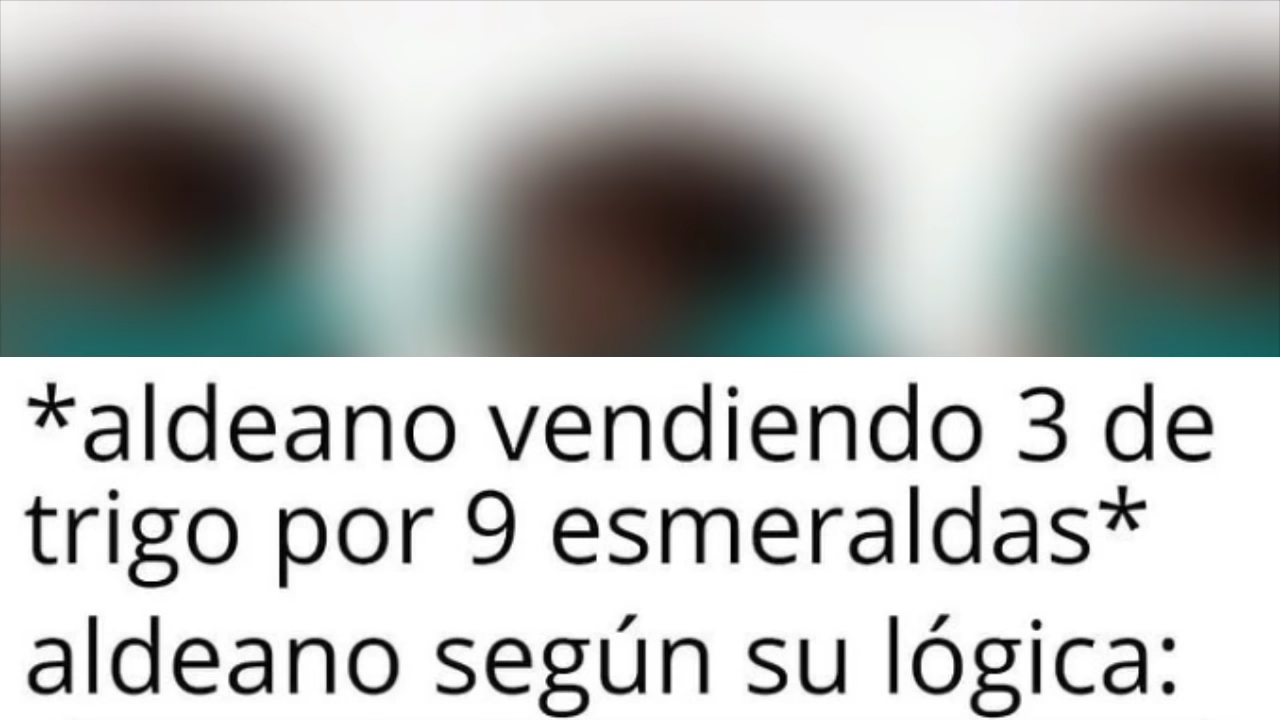 *aldeano vendiendo 3 de
trigo por 9 esmeraldas*
aldeano según su lógica: